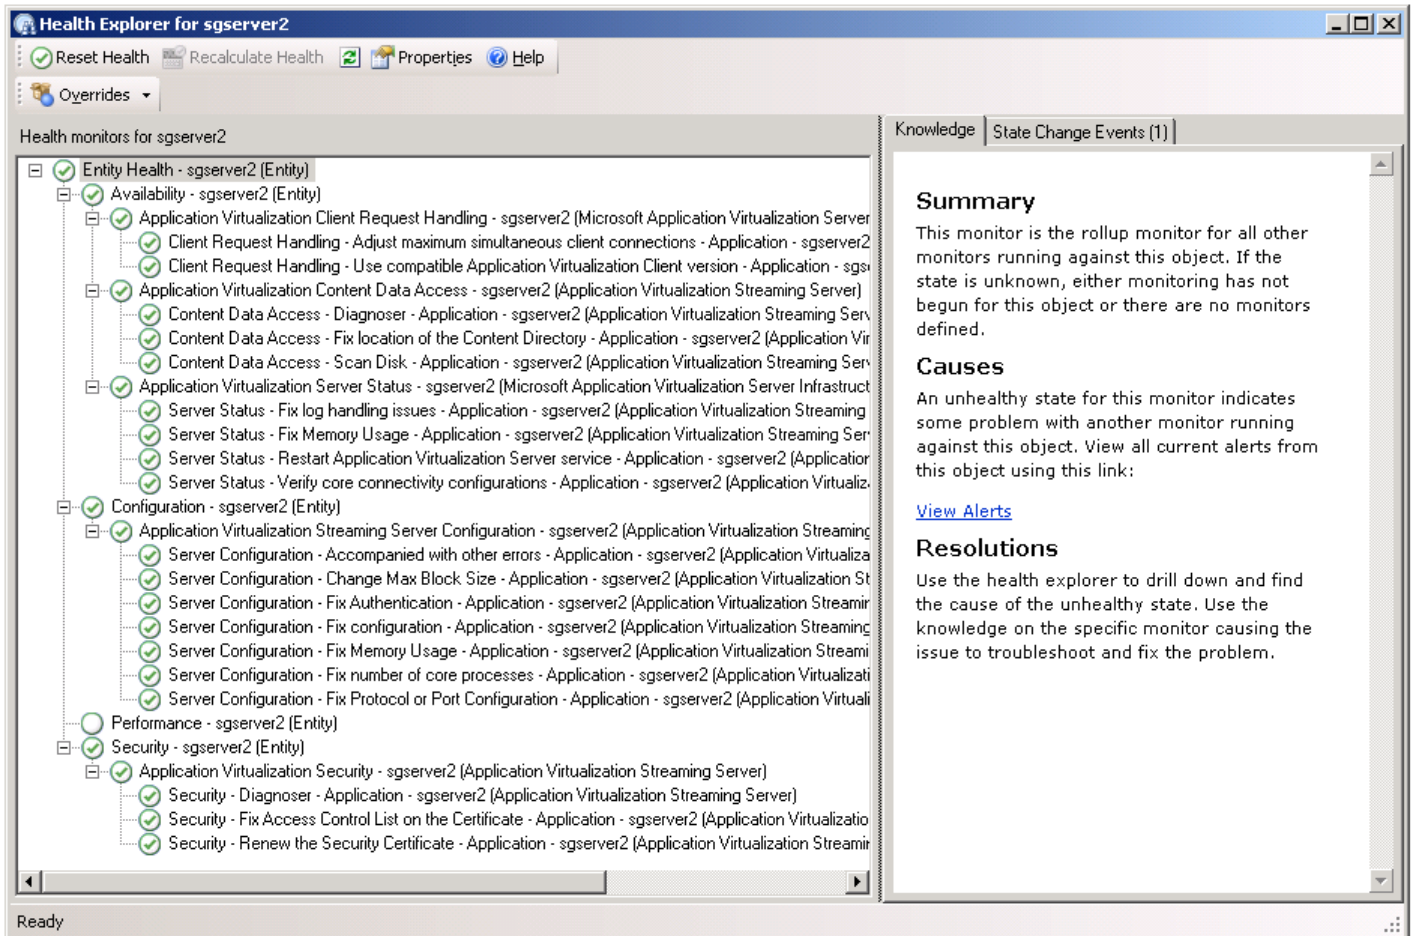 Health Explorer for sgserver2
Reset Health Recalculate Health Properties Help
Overrides
Health monitors for sgserver2
Entity Health - sgserver2 (Entity)
Availability - sgserver2 (Entity)
Application Virtualization Client Request Handling - sgserver2 (Microsoft Application Virtualization Server
Client Request Handling - Adjust maximum simultaneous client connections - Application - sgserver2
Client Request Handling - Use compatible Application Virtualization Client version - Application - sgs
Application Virtualization Content Data Access - sgserver2 (Application Virtualization Streaming Server)
Content Data Access - Diagnoser - Application - sgserver2 (Application Virtualization Streaming Serv
Content Data Access - Fix location of the Content Directory - Application - sgserver2 (Application Vir
Content Data Access - Scan Disk - Application - sgserver2 (Application Virtualization Streaming Serv
Application Virtualization Server Status - sgserver2 (Microsoft Application Virtualization Server Infrastruct
Server Status - Fix log handling issues - Application - sgserver2 (Application Virtualization Streaming
Server Status - Fix Memory Usage - Application - sgserver2 (Application Virtualization Streaming Ser
Server Status - Restart Application Virtualization Server service - Application - sgserver2 (Application
Server Status - Verify core connectivity configurations - Application - sgserver2 (Application Virtualiz
Configuration - sgserver2 (Entity)
Application Virtualization Streaming Server Configuration - sgserver2 (Application Virtualization Streaming
Server Configuration - Accompanied with other errors - Application - sgserver2 (Application Virtualiza
Server Configuration - Change Max Block Size - Application - sgserver2 (Application Virtualization St
Server Configuration - Fix Authentication - Application - sgserver2 (Application Virtualization Streamin
Server Configuration - Fix configuration - Application - sgserver2 (Application Virtualization Streaming
Server Configuration - Fix Memory Usage - Application - sgserver2 (Application Virtualization Streami
Server Configuration - Fix number of core processes - Application - sgserver2 (Application Virtualizati
Server Configuration - Fix Protocol or Port Configuration - Application - sgserver2 (Application Virtuali
Performance - sgserver2 (Entity)
Security - sgserver2 (Entity)
Application Virtualization Security - sgserver2 (Application Virtualization Streaming Server)
Security - Diagnoser - Application - sgserver2 (Application Virtualization Streaming Server)
Security - Fix Access Control List on the Certificate - Application - sgserver2 (Application Virtualizatio
Security - Renew the Security Certificate - Application - sgserver2 (Application Virtualization Streamin
Knowledge State Change Events (1)
Summary
This monitor is the rollup monitor for all other
monitors running against this object. If the
state is unknown, either monitoring has not
begun for this object or there are no monitors
defined.
Causes
An unhealthy state for this monitor indicates
some problem with another monitor running
against this object. View all current alerts from
this object using this link:
View Alerts
Resolutions
Use the health explorer to drill down and find
the cause of the unhealthy state. Use the
knowledge on the specific monitor causing the
issue to troubleshoot and fix the problem.
Ready